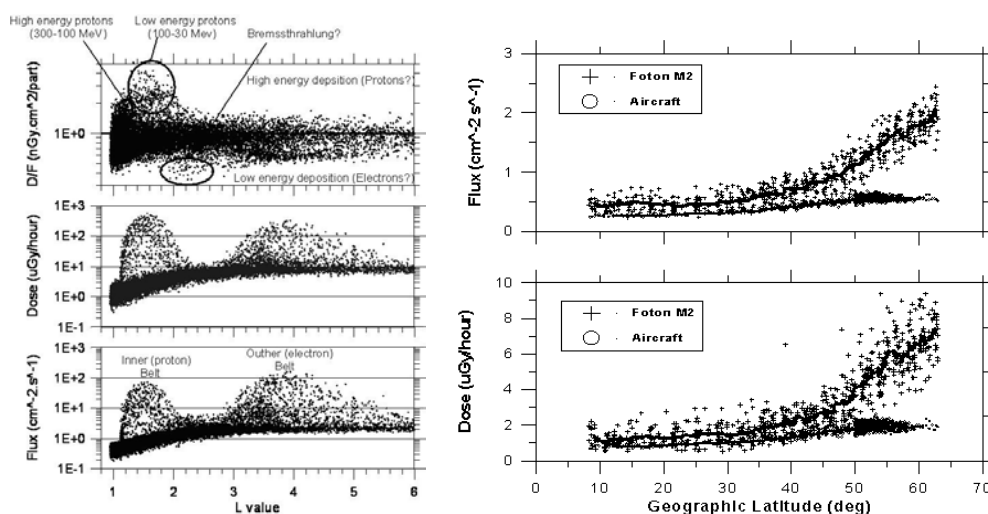 High energy protons
(300-100 MeV)
Low energy protons
(100-30 Mev)
Bremssthrahlung?
High energy deposition (Protons?)
1E+0
D/F (nGy.cm^2/part)
Low energy deposition (Electrons?)
1E+3
1E+2
1E+1
1E+0
1E-1
Dose (uGy/hour)
1E+3
1E+2
1E+1
1E+0
1E-1
Flux (cm^-2 s^-1)
Inner (proton)
Belt
Outher (electron)
Belt
1 2 3 4 5 6
L value
3
2
1
0
Flux (cm^-2 s^-1)
Foton M2
Aircraft
10
8
6
4
2
0
Dose (uGy/hour)
Foton M2
Aircraft
0 10 20 30 40 50 60 70
Geographic Latitude (deg)